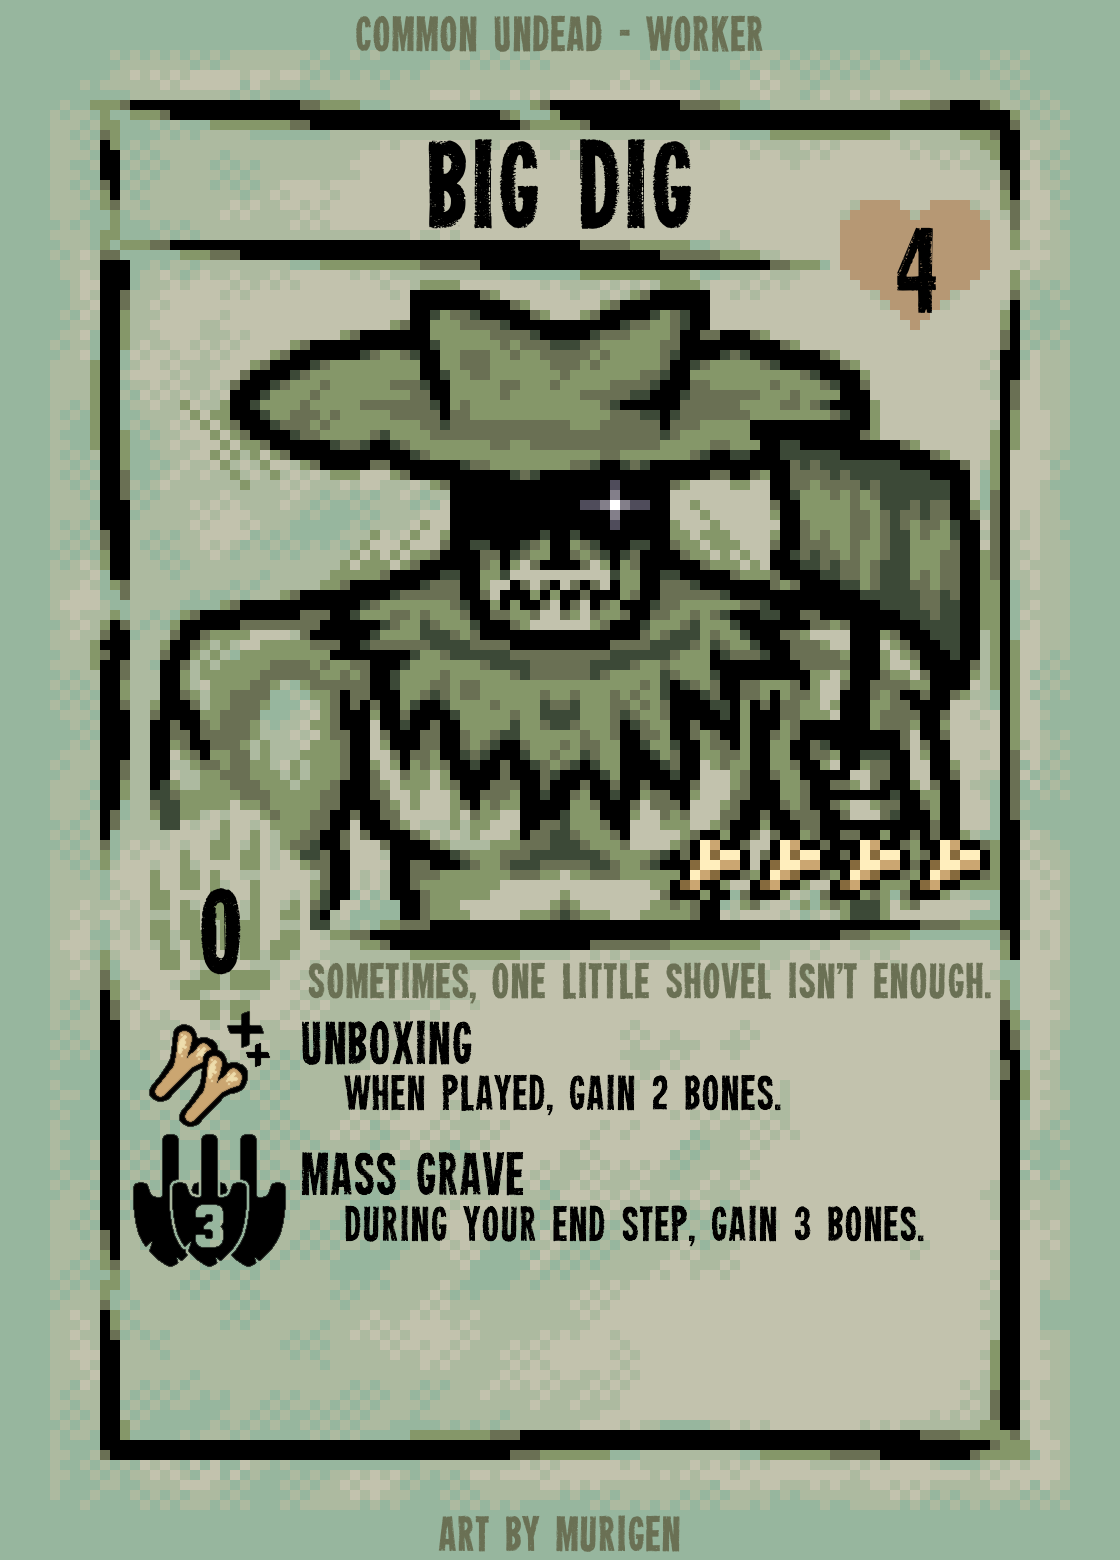 COMMON UNDEAD - WORKER
BIG DIG
4
0
SOMETIMES, ONE LITTLE SHOVEL ISN'T ENOUGH.
UNBOXING
WHEN PLAYED, GAIN 2 BONES.
MASS GRAVE
3
DURING YOUR END STEP, GAIN 3 BONES.
ART BY MURIGEN